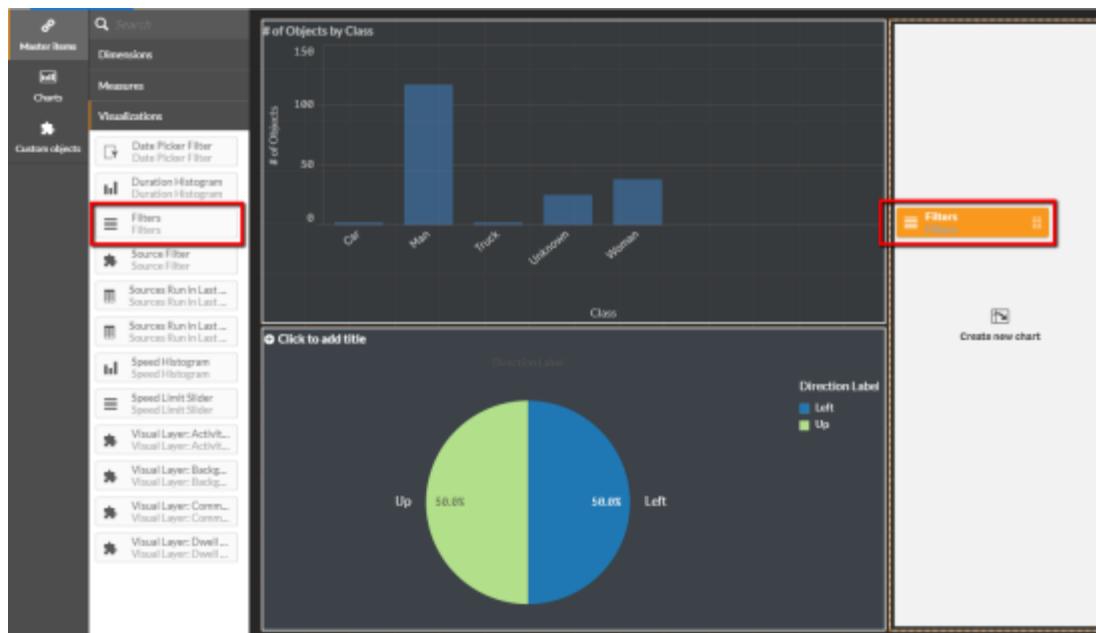 Master items
Charts
Custom objects
Search
Dimensions
Measures
Visualizations
Date Picker Filter
Date Picker Filter
Duration Histogram
Duration Histogram
Filters
Filters
Source Filter
Source Filter
Sources Run In Last ...
Sources Run In Last ...
Sources Run In Last ...
Sources Run In Last ...
Speed Histogram
Speed Histogram
Speed Limit Slider
Speed Limit Slider
Visual Layer: Activit...
Visual Layer: Activit...
Visual Layer: Backg...
Visual Layer: Backg...
Visual Layer: Comm...
Visual Layer: Comm...
Visual Layer: Dwell ...
Visual Layer: Dwell ...
# of Objects by Class
150
100
50
0
# of Objects
Car
Man
Truck
Unknown
Woman
Class
Click to add title
Direction Label
Direction Label
Left
Up
Up
50.0%
50.0%
Left
Filters
Filters
Create new chart